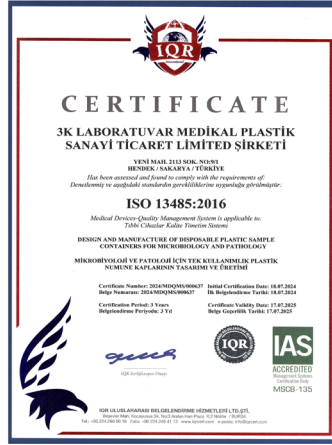 IQR
CERTIFICATE
3K LABORATUVAR MEDİKAL PLASTİK
SANAYİ TİCARET LİMİTED ŞİRKETİ
YENİ MAH. 2113 SOK. NO:9/1
HENDEK / SAKARYA / TÜRKİYE
Has been assessed and found to comply with the requirements of:
Denetlenmiş ve aşağıdaki standardın gerekliliklerine uygunluğu görülmüştür:
ISO 13485:2016
Medical Devices-Quality Management System is applicable to:
Tıbbi Cihazlar Kalite Yönetim Sistemi
DESIGN AND MANUFACTURE OF DISPOSABLE PLASTIC SAMPLE
CONTAINERS FOR MICROBIOLOGY AND PATHOLOGY
MİKROBİYOLOJİ VE PATOLOJİ İÇİN TEK KULLANIMLIK PLASTİK
NUMUNE KAPLARININ TASARIMI VE ÜRETİMİ
Certificate Number: 2024/MDQMS/000637 Initial Certification Date: 18.07.2024
Belge Numarası: 2024/MDQMS/000637 İlk Belgelendirme Tarihi: 18.07.2024
Certification Period: 3 Years Certificate Validity Date: 17.07.2025
Belgelendirme Periyodu: 3 Yıl Belge Geçerlilik Tarihi: 17.07.2025
IQR
IAS
ACCREDITED
Management Systems
Certification Body
MSCB-135
IQR ULUSLARARASI BELGELENDİRME HİZMETLERİ LTD.ŞTİ.